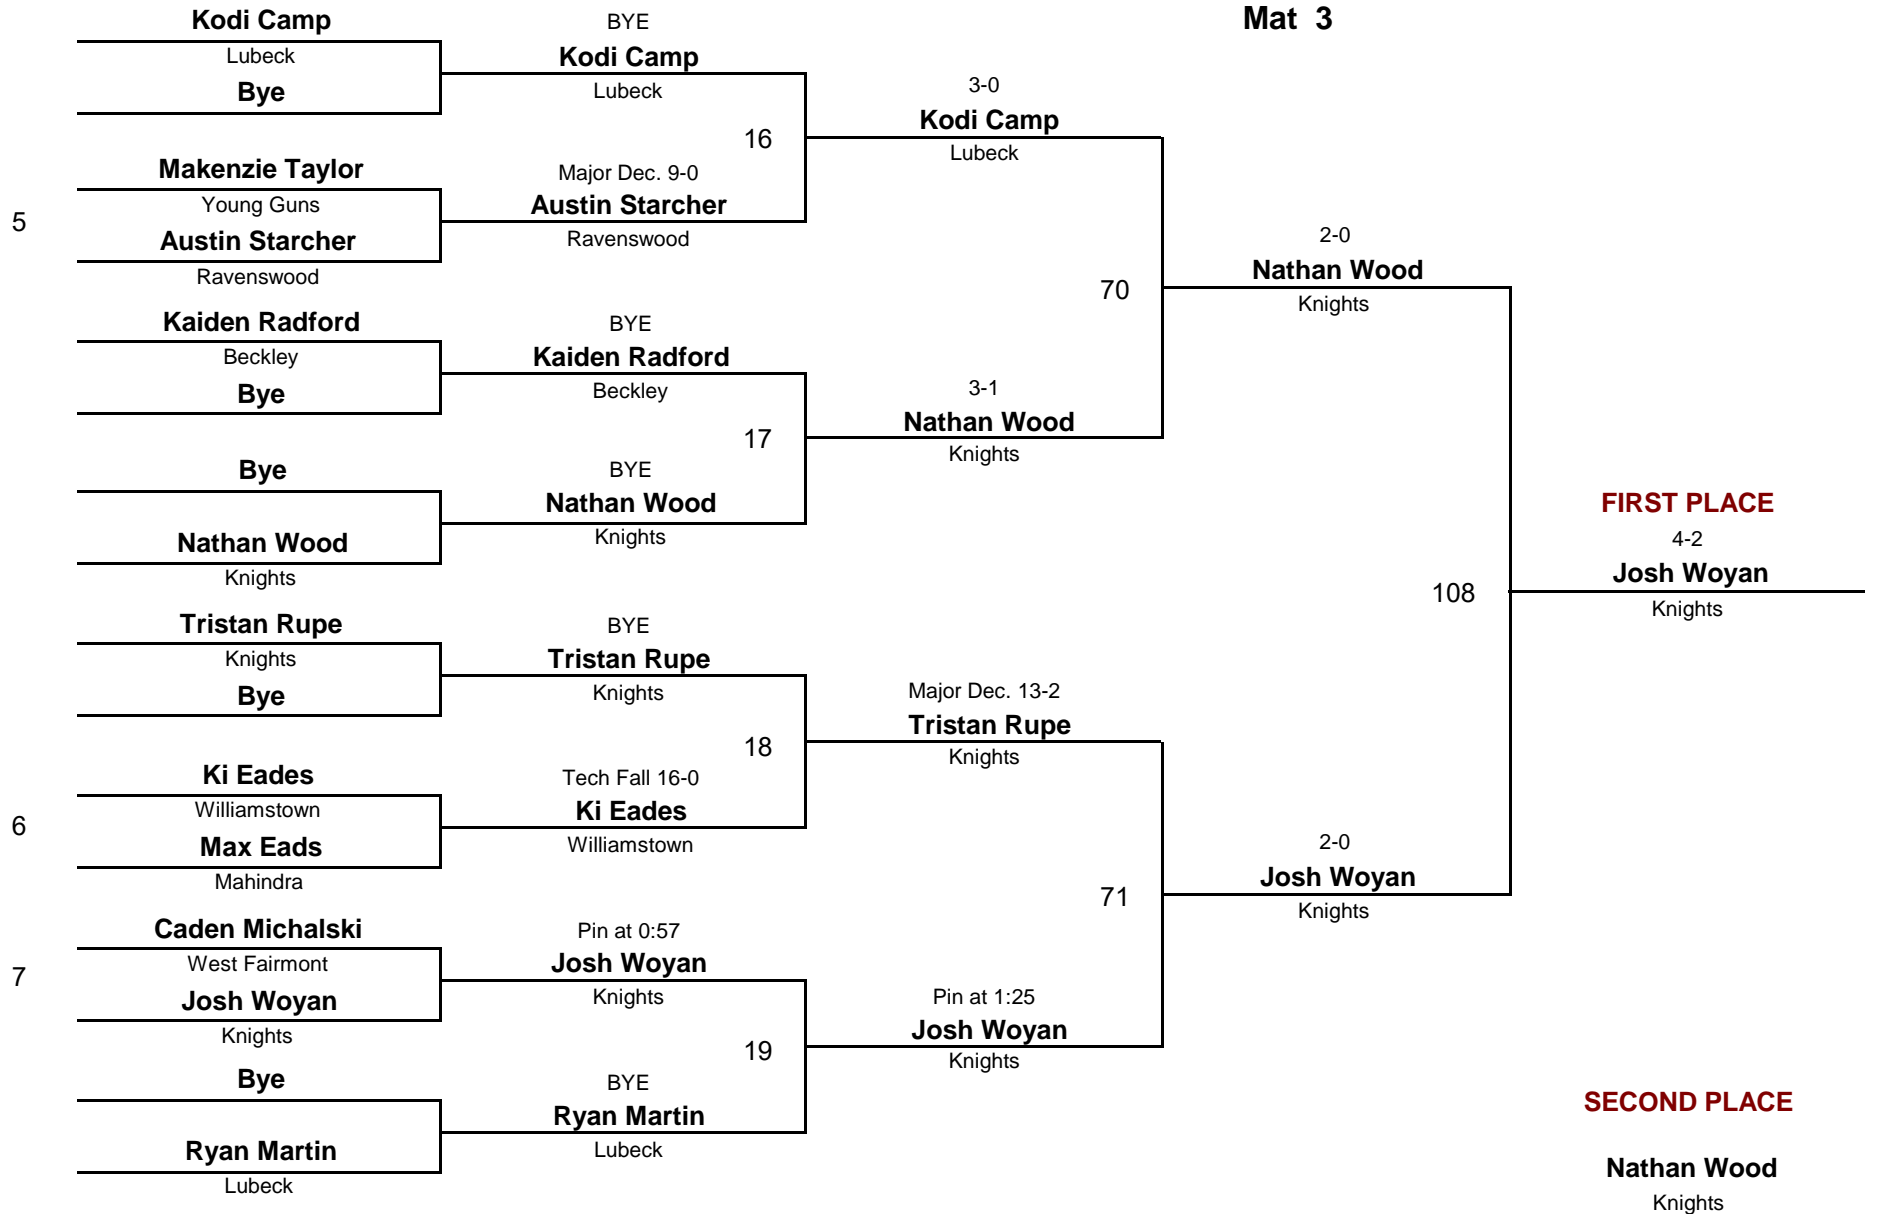 Mat 3
Kodi Camp
Lubeck
Bye
5
Makenzie Taylor
Young Guns
Austin Starcher
Ravenswood
Kaiden Radford
Beckley
Bye
Bye
Nathan Wood
Knights
Tristan Rupe
Knights
Bye
6
Ki Eades
Williamstown
Max Eads
Mahindra
7
Caden Michalski
West Fairmont
Josh Woyan
Knights
Bye
Ryan Martin
Lubeck
BYE
Kodi Camp
Lubeck
16
Major Dec. 9-0
Austin Starcher
Ravenswood
BYE
Kaiden Radford
Beckley
17
BYE
Nathan Wood
Knights
BYE
Tristan Rupe
Knights
18
Tech Fall 16-0
Ki Eades
Williamstown
Pin at 0:57
Josh Woyan
Knights
19
BYE
Ryan Martin
Lubeck
3-0
Kodi Camp
Lubeck
70
3-1
Nathan Wood
Knights
Major Dec. 13-2
Tristan Rupe
Knights
71
Pin at 1:25
Josh Woyan
Knights
2-0
Nathan Wood
Knights
108
2-0
Josh Woyan
Knights
FIRST PLACE
4-2
Josh Woyan
Knights
SECOND PLACE
Nathan Wood
Knights